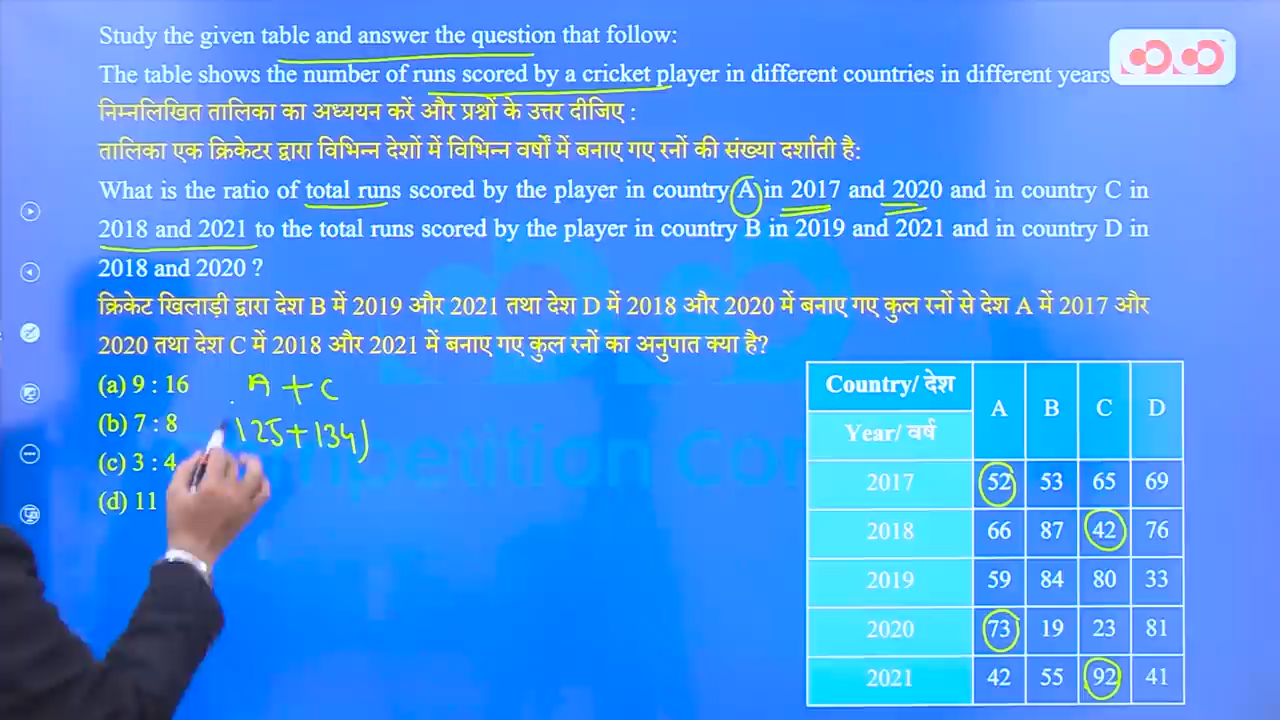 Study the given table and answer the question that follow:
The table shows the number of runs scored by a cricket player in different countries in different years
निम्नलिखित तालिका का अध्ययन करें और प्रश्नों के उत्तर दीजिए :
तालिका एक क्रिकेटर द्वारा विभिन्न देशों में विभिन्न वर्षों में बनाए गए रनों की संख्या दर्शाती है:
What is the ratio of total runs scored by the player in country A in 2017 and 2020 and in country C in
2018 and 2021 to the total runs scored by the player in country B in 2019 and 2021 and in country D in
2018 and 2020 ?
क्रिकेट खिलाड़ी द्वारा देश B में 2019 और 2021 तथा देश D में 2018 और 2020 में बनाए गए कुल रनों से देश A में 2017 और
2020 तथा देश C में 2018 और 2021 में बनाए गए कुल रनों का अनुपात क्या है?
(a) 9 : 16
(b) 7 : 8
(c) 3 : 4
(d) 11
A + C
125+134)
Country/ देश A B C D
Year/ वर्ष
2017 52 53 65 69
2018 66 87 42 76
2019 59 84 80 33
2020 73 19 23 81
2021 42 55 92 41